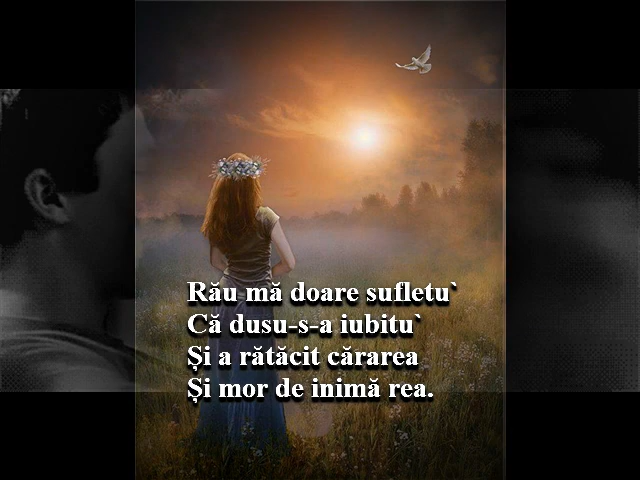 Rău mă doare sufletu`
Că dusu-s-a iubitu`
Și a rătăcit cărarea
Și mor de inimă rea.